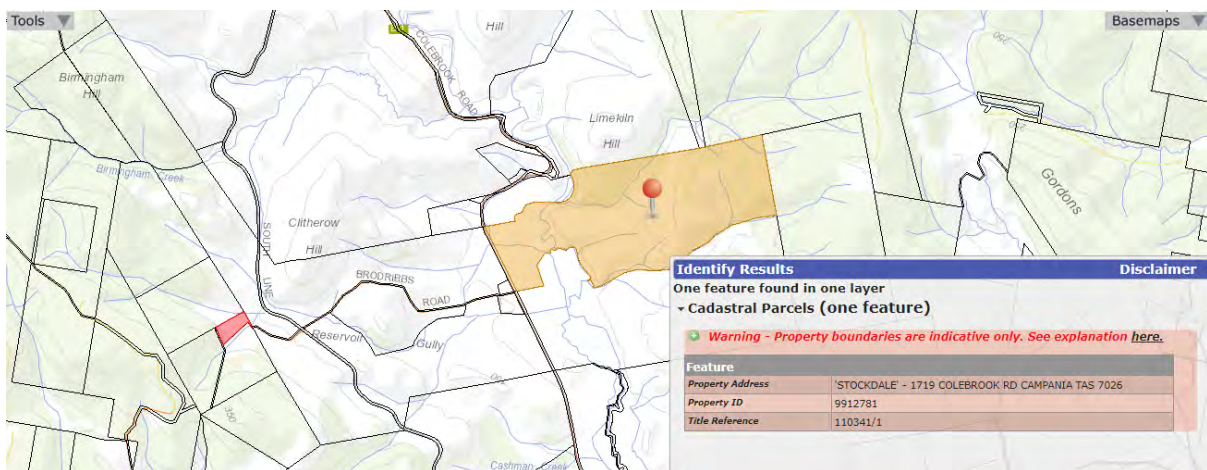 Tools
Basemaps
Hill
COLEBROOK
ROAD
050
Birmingham
Hill
Limekiln
Hill
Birmingham Creek
Gordons
Clitherow
Hill
SOUTH
LINE
BRODRIBBS
ROAD
Reservoir
Gully
350
Cashman Creek
Identify Results
Disclaimer
One feature found in one layer
Cadastral Parcels (one feature)
Warning - Property boundaries are indicative only. See explanation here.
Feature
Property Address 'STOCKDALE' - 1719 COLEBROOK RD CAMPANIA TAS 7026
Property ID 9912781
Title Reference 110341/1